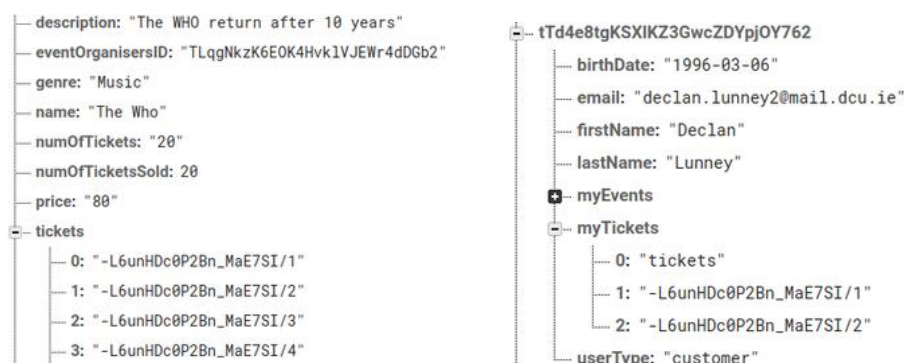 description: "The WHO return after 10 years"
eventOrganisersID: "TLqgNkzK6EOK4HvklVJEWr4dDGb2"
genre: "Music"
name: "The Who"
numOfTickets: "20"
numOfTicketsSold: 20
price: "80"
tickets
0: "-L6unHDc0P2Bn_MaE7SI/1"
1: "-L6unHDc0P2Bn_MaE7SI/2"
2: "-L6unHDc0P2Bn_MaE7SI/3"
3: "-L6unHDc0P2Bn_MaE7SI/4"
tTd4e8tgKSXlKZ3GwcZDYpjOY762
birthDate: "1996-03-06"
email: "declan.lunney2@mail.dcu.ie"
firstName: "Declan"
lastName: "Lunney"
myEvents
myTickets
0: "tickets"
1: "-L6unHDc0P2Bn_MaE7SI/1"
2: "-L6unHDc0P2Bn_MaE7SI/2"
userType: "customer"